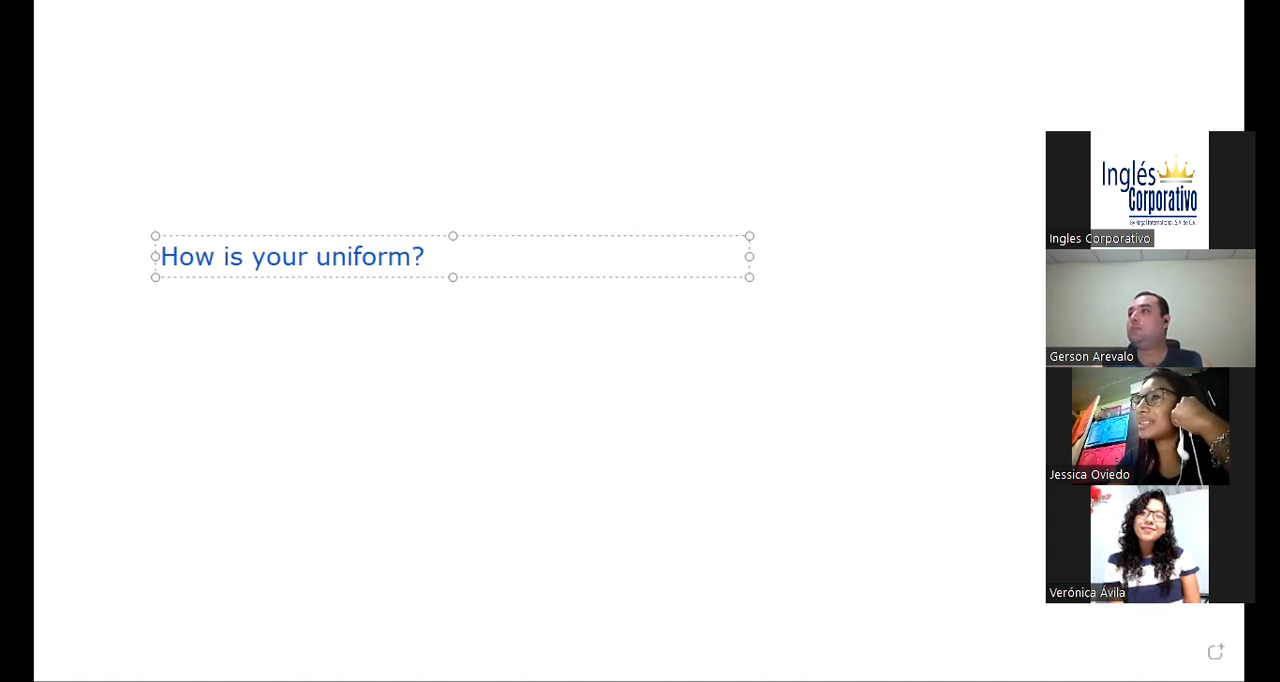 How is your uniform?
Inglés
Corporativo
Ingles Corporativo
Gerson Arevalo
Jessica Oviedo
Verónica Ávila